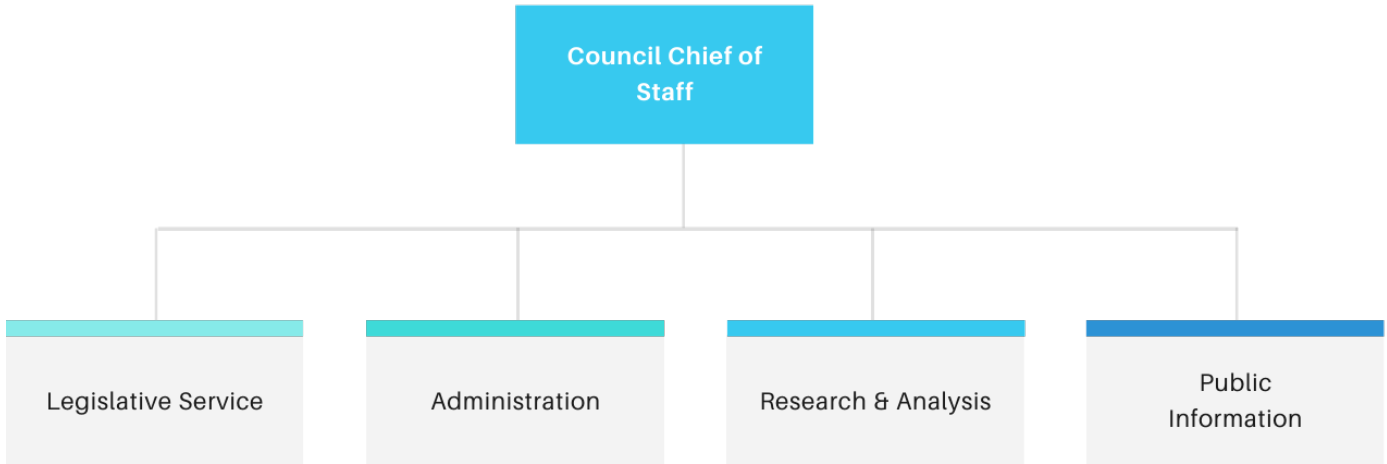 Council Chief of
Staff
Legislative Service
Administration
Research & Analysis
Public
Information